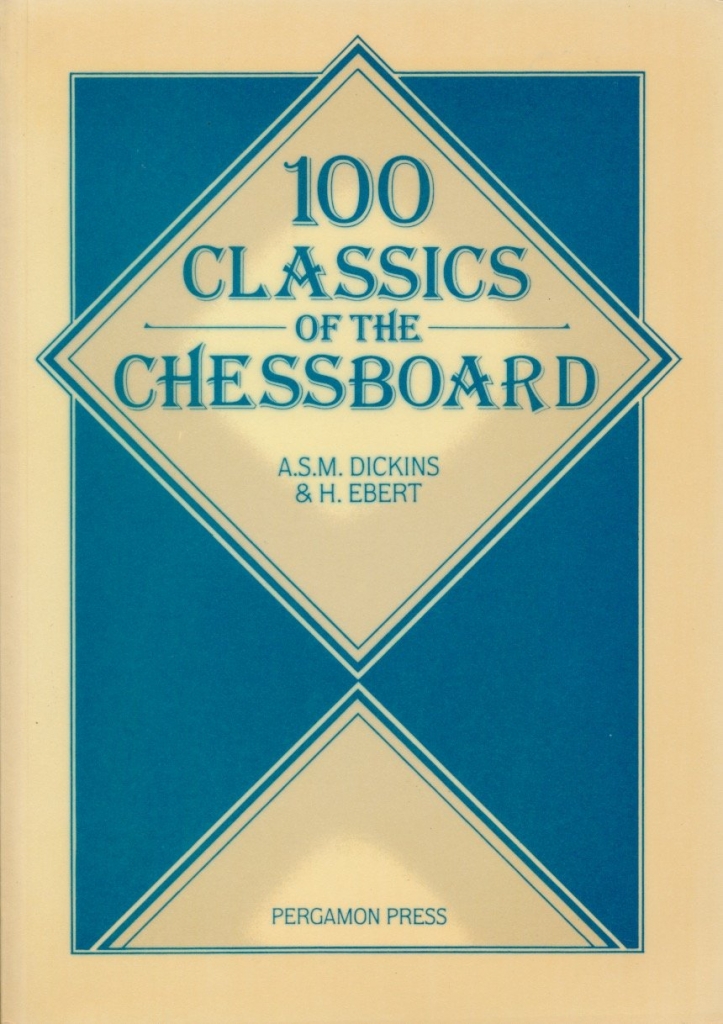 100
CLASSICS
OF THE
CHESSBOARD
A.S.M. DICKINS
& H. EBERT
PERGAMON PRESS